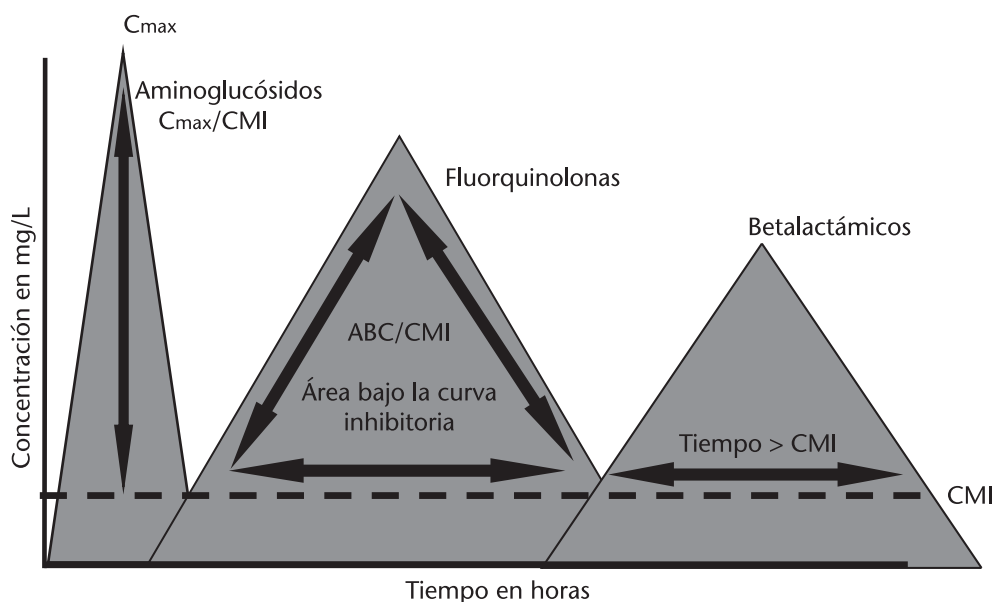 Cmax
Aminoglucósidos
Cmax/CMI
Fluorquinolonas
Betalactámicos
Concentración en mg/L
ABC/CMI
Área bajo la curva
inhibitoria
Tiempo > CMI
CMI
Tiempo en horas